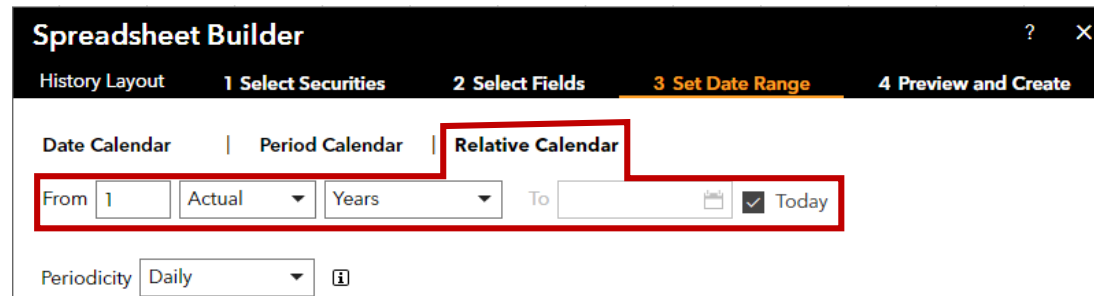 Spreadsheet Builder ? ×
History Layout 1 Select Securities 2 Select Fields 3 Set Date Range 4 Preview and Create
Date Calendar | Period Calendar | Relative Calendar
From 1 Actual Years To Today
Periodicity Daily i